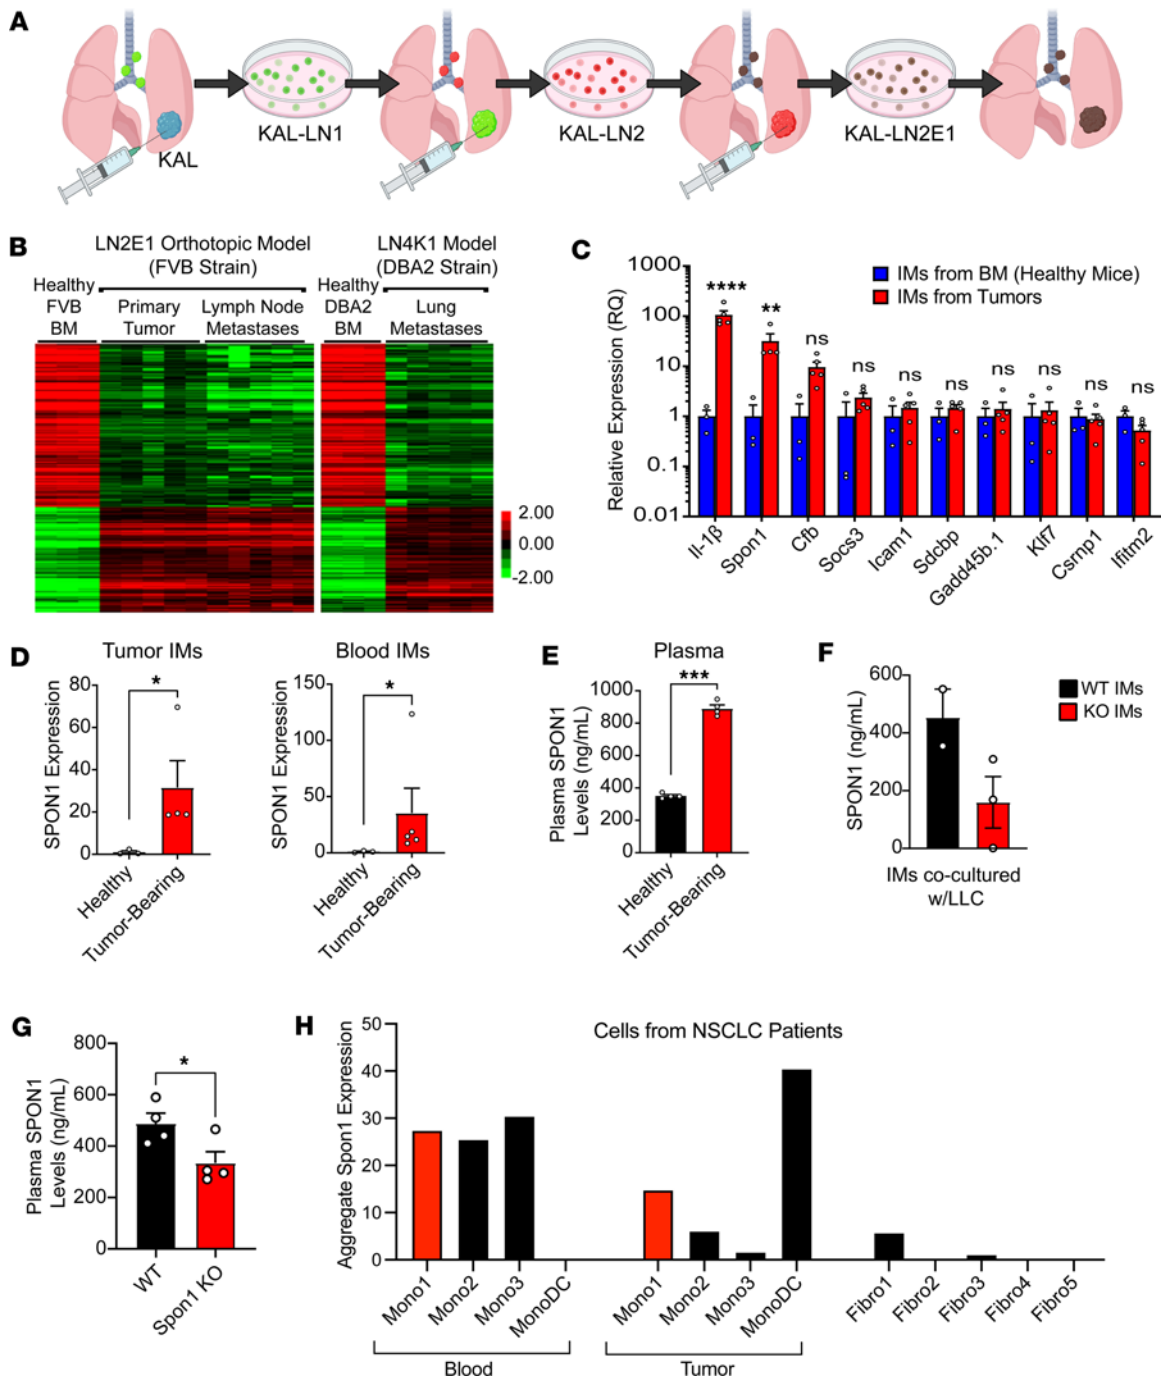 A
KAL
KAL-LN1
KAL-LN2
KAL-LN2E1
B
LN2E1 Orthotopic Model
(FVB Strain)
LN4K1 Model
(DBA2 Strain)
Healthy
FVB
BM
Primary
Tumor
Lymph Node
Metastases
Healthy
DBA2
BM
Lung
Metastases
2.00
0.00
-2.00
C
Relative Expression (RQ)
1000
100
10
1
0.1
0.01
IMs from BM (Healthy Mice)
IMs from Tumors
**** ** ns ns ns ns ns ns ns ns
Il-1β
Spon1
Cfb
Socs3
Icam1
Sdcbp
Gadd45b.1
Klf7
Csrnp1
Ifitm2
D
Tumor IMs
SPON1 Expression
80
60
40
20
0
*
Healthy
Tumor-Bearing
Blood IMs
SPON1 Expression
150
100
50
0
*
Healthy
Tumor-Bearing
E
Plasma
Plasma SPON1
Levels (ng/mL)
1000
800
600
400
200
0
***
Healthy
Tumor-Bearing
F
SPON1 (ng/mL)
600
400
200
0
WT IMs
KO IMs
IMs co-cultured
w/LLC
G
Plasma SPON1
Levels (ng/mL)
800
600
400
200
0
*
WT
Spon1 KO
H
Cells from NSCLC Patients
Aggregate Spon1 Expression
50
40
30
20
10
0
Mono1
Mono2
Mono3
MonoDC
Mono1
Mono2
Mono3
MonoDC
Fibro1
Fibro2
Fibro3
Fibro4
Fibro5
Blood
Tumor